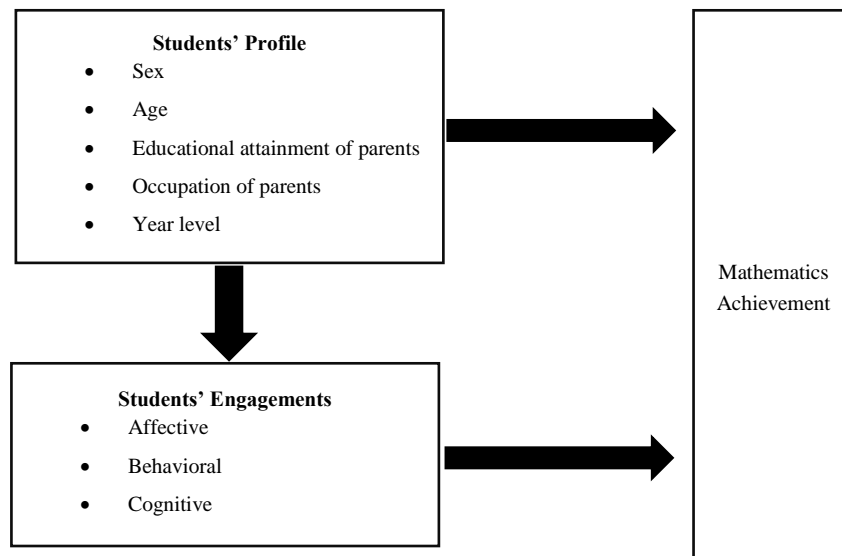 Students’ Profile
• Sex
• Age
• Educational attainment of parents
• Occupation of parents
• Year level
Mathematics
Achievement
Students’ Engagements
• Affective
• Behavioral
• Cognitive